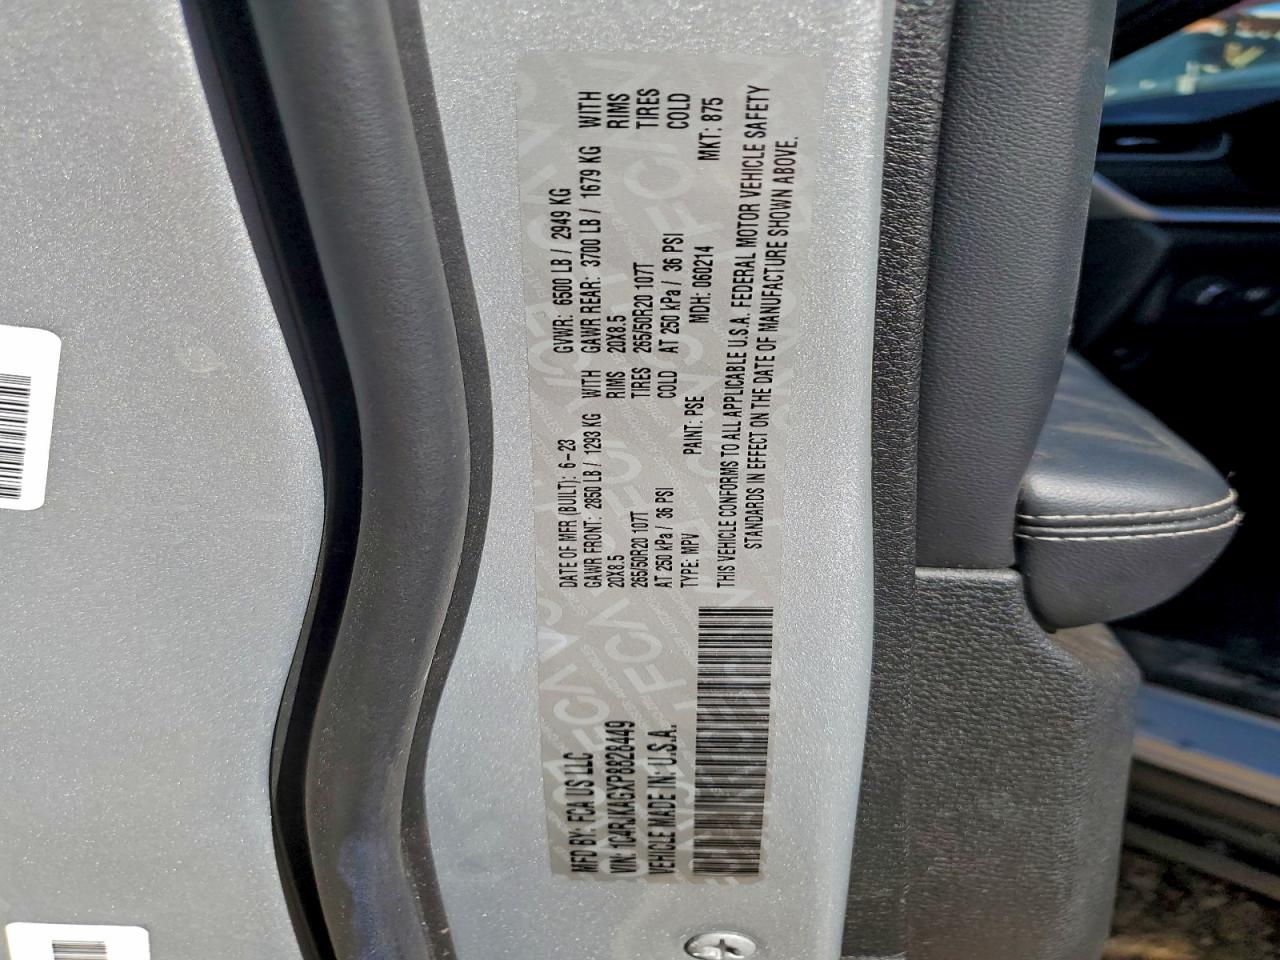 MFD BY: FCA US LLC
DATE OF MFR (BUILT): 6-23
GVWR: 6500 LB / 2949 KG
VIN: 1C4RJKAGXP8828449
GAWR FRONT: 2850 LB / 1293 KG WITH
GAWR REAR: 3700 LB / 1679 KG WITH
20X8.5 RIMS
20X8.5 RIMS
VEHICLE MADE IN U.S.A.
265/50R20 107T TIRES
265/50R20 107T TIRES
AT 250 kPa / 36 PSI COLD
AT 250 kPa / 36 PSI COLD
TYPE: MPV PAINT: PSE MDH: 060214 MKT: 875
THIS VEHICLE CONFORMS TO ALL APPLICABLE U.S.A. FEDERAL MOTOR VEHICLE SAFETY
STANDARDS IN EFFECT ON THE DATE OF MANUFACTURE SHOWN ABOVE.